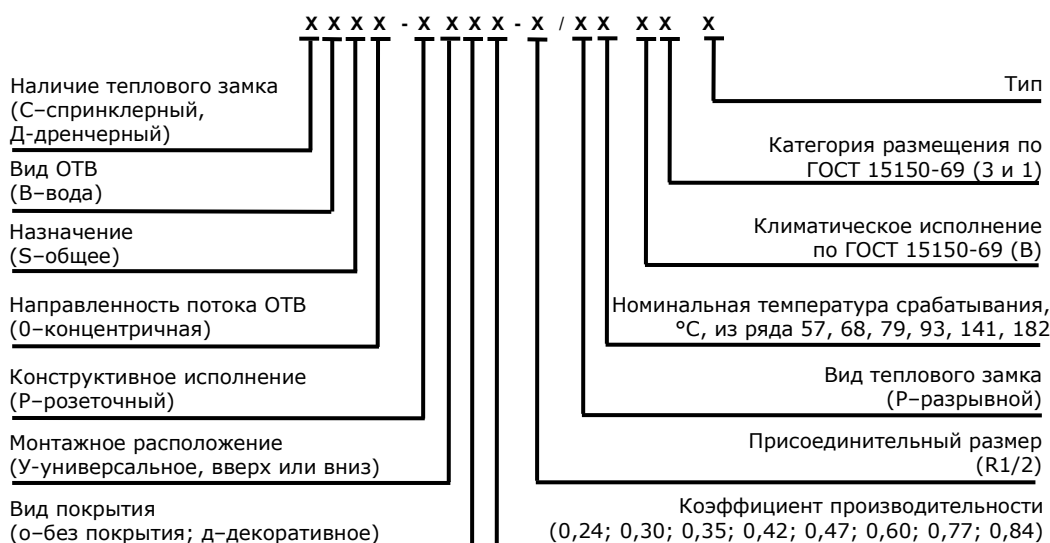 X X X X - X X X X - X / X X X X X
Наличие теплового замка
(С–спринклерный,
Д-дренчерный)
Вид ОТВ
(В–вода)
Назначение
(S–общее)
Направленность потока ОТВ
(0–концентричная)
Конструктивное исполнение
(Р–розеточный)
Монтажное расположение
(У-универсальное, вверх или вниз)
Вид покрытия
(о–без покрытия; д–декоративное)
Тип
Категория размещения по
ГОСТ 15150-69 (3 и 1)
Климатическое исполнение
по ГОСТ 15150-69 (В)
Номинальная температура срабатывания,
°С, из ряда 57, 68, 79, 93, 141, 182
Вид теплового замка
(Р–разрывной)
Присоединительный размер
(R1/2)
Коэффициент производительности
(0,24; 0,30; 0,35; 0,42; 0,47; 0,60; 0,77; 0,84)